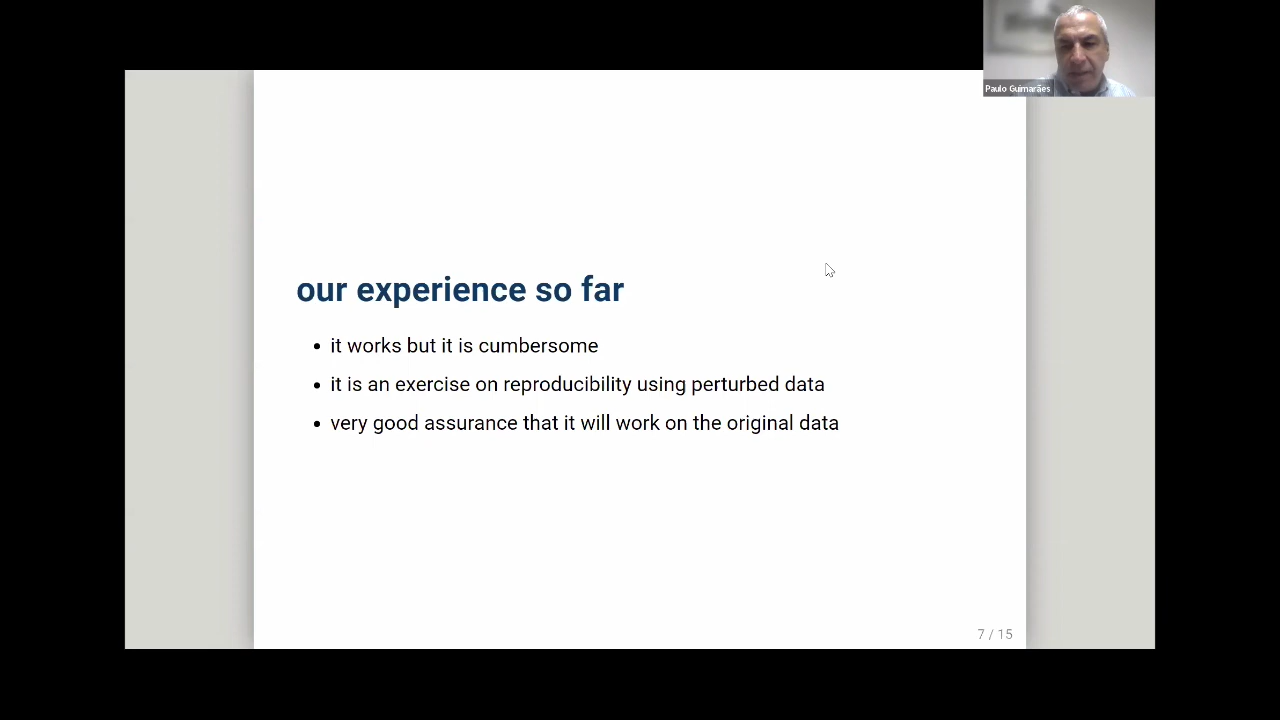 Paulo Guimarães
our experience so far
it works but it is cumbersome
it is an exercise on reproducibility using perturbed data
very good assurance that it will work on the original data
7 / 15